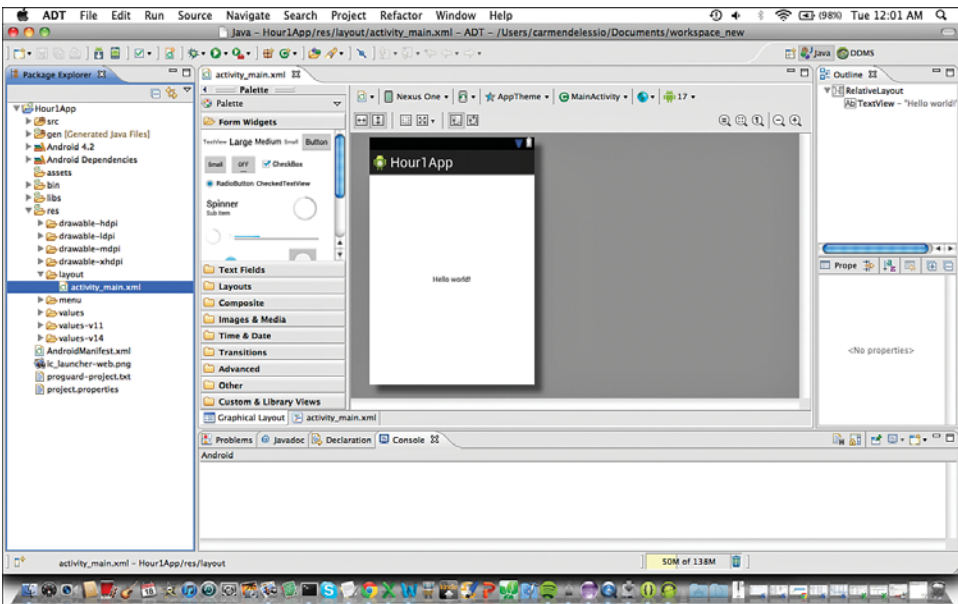 ADT File Edit Run Source Navigate Search Project Refactor Window Help
(98%) Tue 12:01 AM
Java – Hour1App/res/layout/activity_main.xml – ADT – /Users/carmendelessio/Documents/workspace_new
Java DDMS
Package Explorer
Hour1App
src
gen [Generated Java Files]
Android 4.2
Android Dependencies
assets
bin
libs
res
drawable-hdpi
drawable-ldpi
drawable-mdpi
drawable-xhdpi
layout
activity_main.xml
menu
values
values-v11
values-v14
AndroidManifest.xml
ic_launcher-web.png
proguard-project.txt
project.properties
activity_main.xml
Palette
Palette
Form Widgets
TextView Large Medium Small Button
Small OFF CheckBox
RadioButton CheckedTextView
Spinner
Sub Item
Text Fields
Layouts
Composite
Images & Media
Time & Date
Transitions
Advanced
Other
Custom & Library Views
Graphical Layout activity_main.xml
Nexus One AppTheme MainActivity 17
Hour1App
Hello world!
Outline
RelativeLayout
Ab TextView – "Hello world!"
Prope
<No properties>
Problems @ Javadoc Declaration Console
Android
activity_main.xml – Hour1App/res/layout
50M of 138M